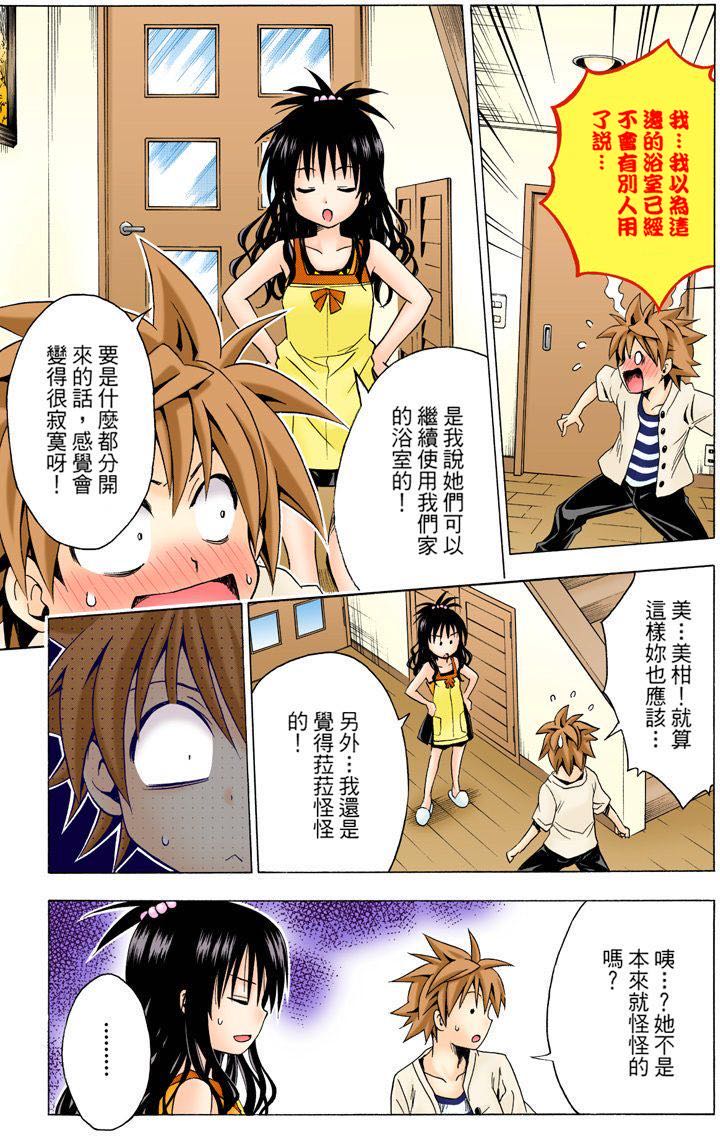 我…我以為這
邊的浴室已經
不會有別人用
了說…
是我說她們可以
繼續使用我們家
的浴室的！
要是什麼都分開
來的話，感覺會
變得很寂寞呀！
美…美柑！就算
這樣妳也應該…
另外…我還是
覺得菈菈怪怪
的！
咦…？她不是
本來就怪怪的
嗎？
………